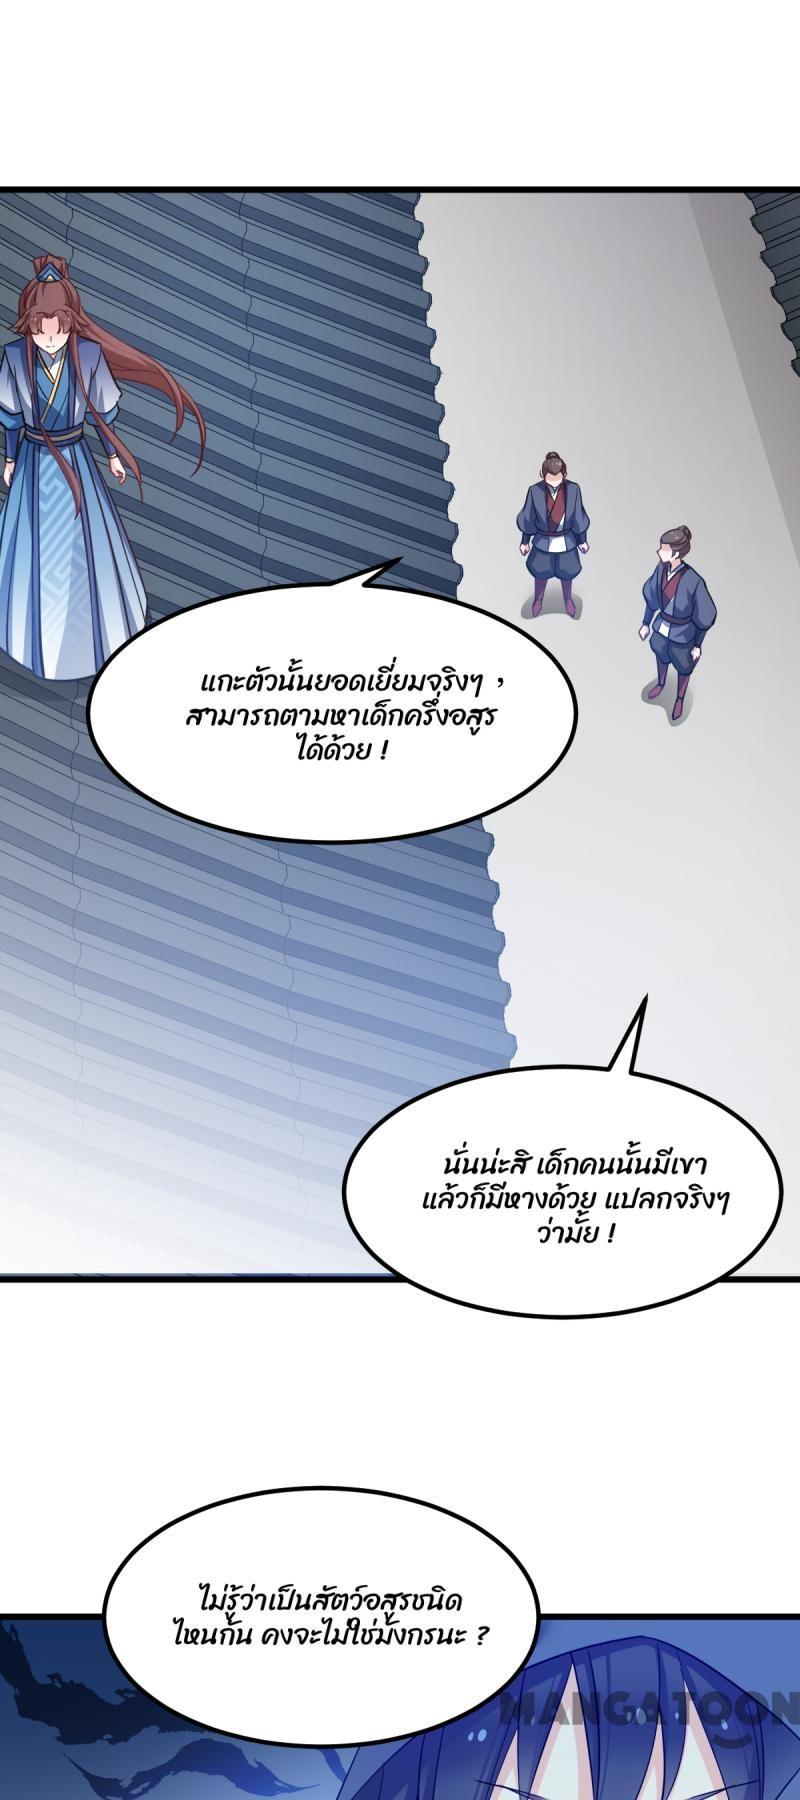 แกะตัวนั้นยอดเยี่ยมจริงๆ ,
สามารถตามหาเด็กครึ่งอสูร
ได้ด้วย !
นั่นน่ะสิ เด็กคนนั้นมีเขา
แล้วก็มีหางด้วย แปลกจริงๆ
ว่ามั้ย !
ไม่รู้ว่าเป็นสัตว์อสูรชนิด
ไหนกัน คงจะไม่ใช่มังกรนะ ?
MANGATOON